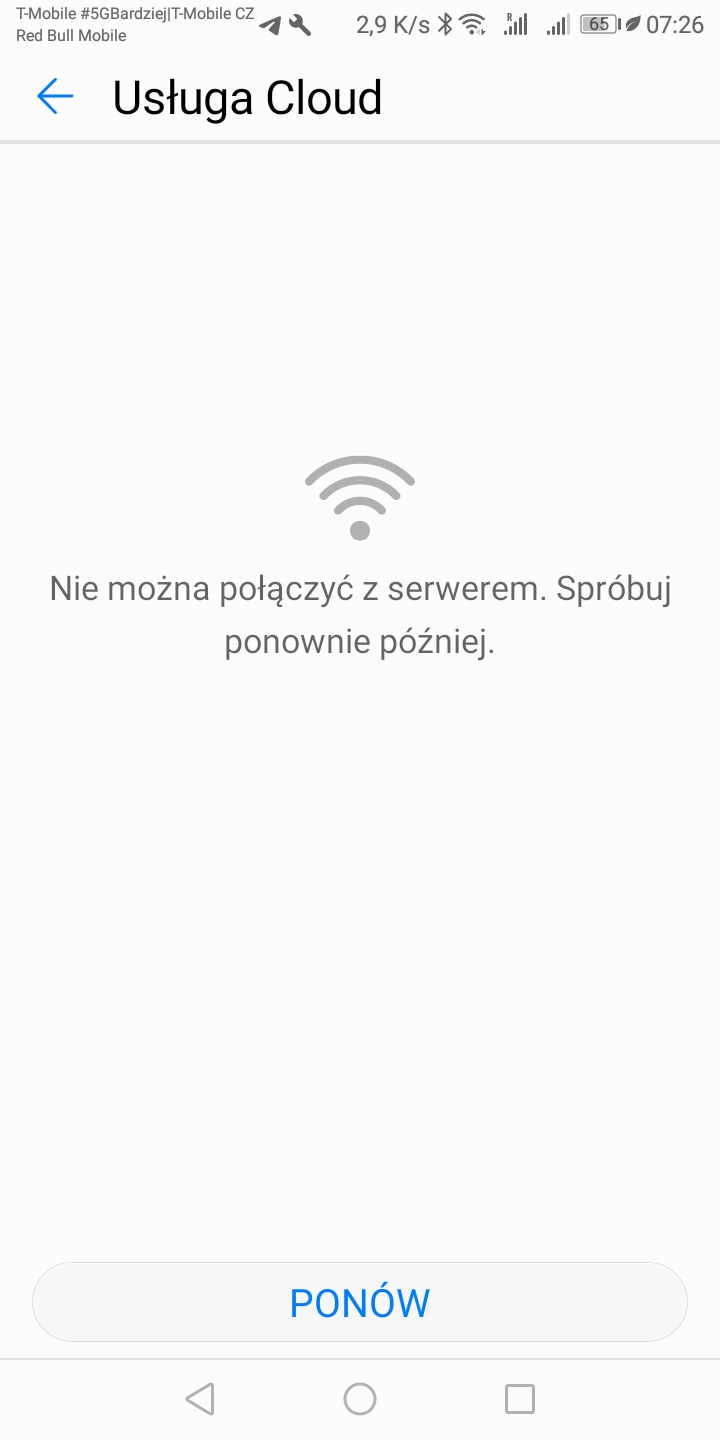 T-Mobile #5GBardziej|T-Mobile CZ
Red Bull Mobile
2,9 K/s R 65 07:26
Usługa Cloud
Nie można połączyć z serwerem. Spróbuj
ponownie później.
PONÓW